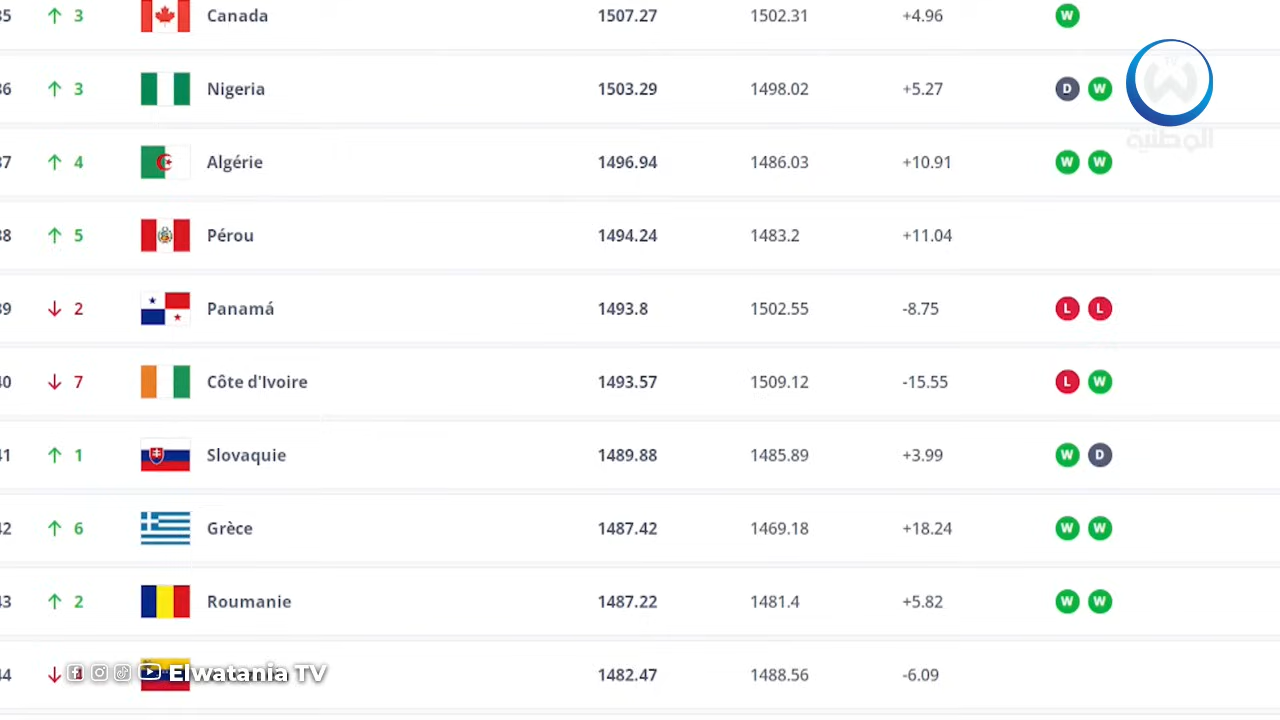 35 ↑ 3 Canada 1507.27 1502.31 +4.96 W
36 ↑ 3 Nigeria 1503.29 1498.02 +5.27 D W
TV
الوطنية
37 ↑ 4 Algérie 1496.94 1486.03 +10.91 W W
38 ↑ 5 Pérou 1494.24 1483.2 +11.04
39 ↓ 2 Panamá 1493.8 1502.55 -8.75 L L
40 ↓ 7 Côte d'Ivoire 1493.57 1509.12 -15.55 L W
41 ↑ 1 Slovaquie 1489.88 1485.89 +3.99 W D
42 ↑ 6 Grèce 1487.42 1469.18 +18.24 W W
43 ↑ 2 Roumanie 1487.22 1481.4 +5.82 W W
44 ↓ 1482.47 1488.56 -6.09
Elwatania TV